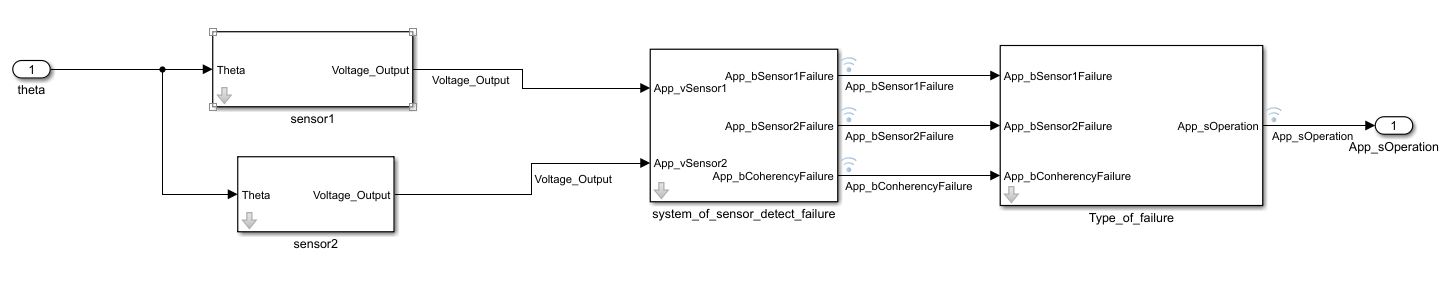 1
theta
Theta
Voltage_Output
sensor1
Voltage_Output
Theta
Voltage_Output
sensor2
Voltage_Output
App_vSensor1
App_vSensor2
App_bSensor1Failure
App_bSensor2Failure
App_bCoherencyFailure
system_of_sensor_detect_failure
App_bSensor1Failure
App_bSensor2Failure
App_bConherencyFailure
App_bSensor1Failure
App_bSensor2Failure
App_bConherencyFailure
App_sOperation
Type_of_failure
App_sOperation
1
App_sOperation